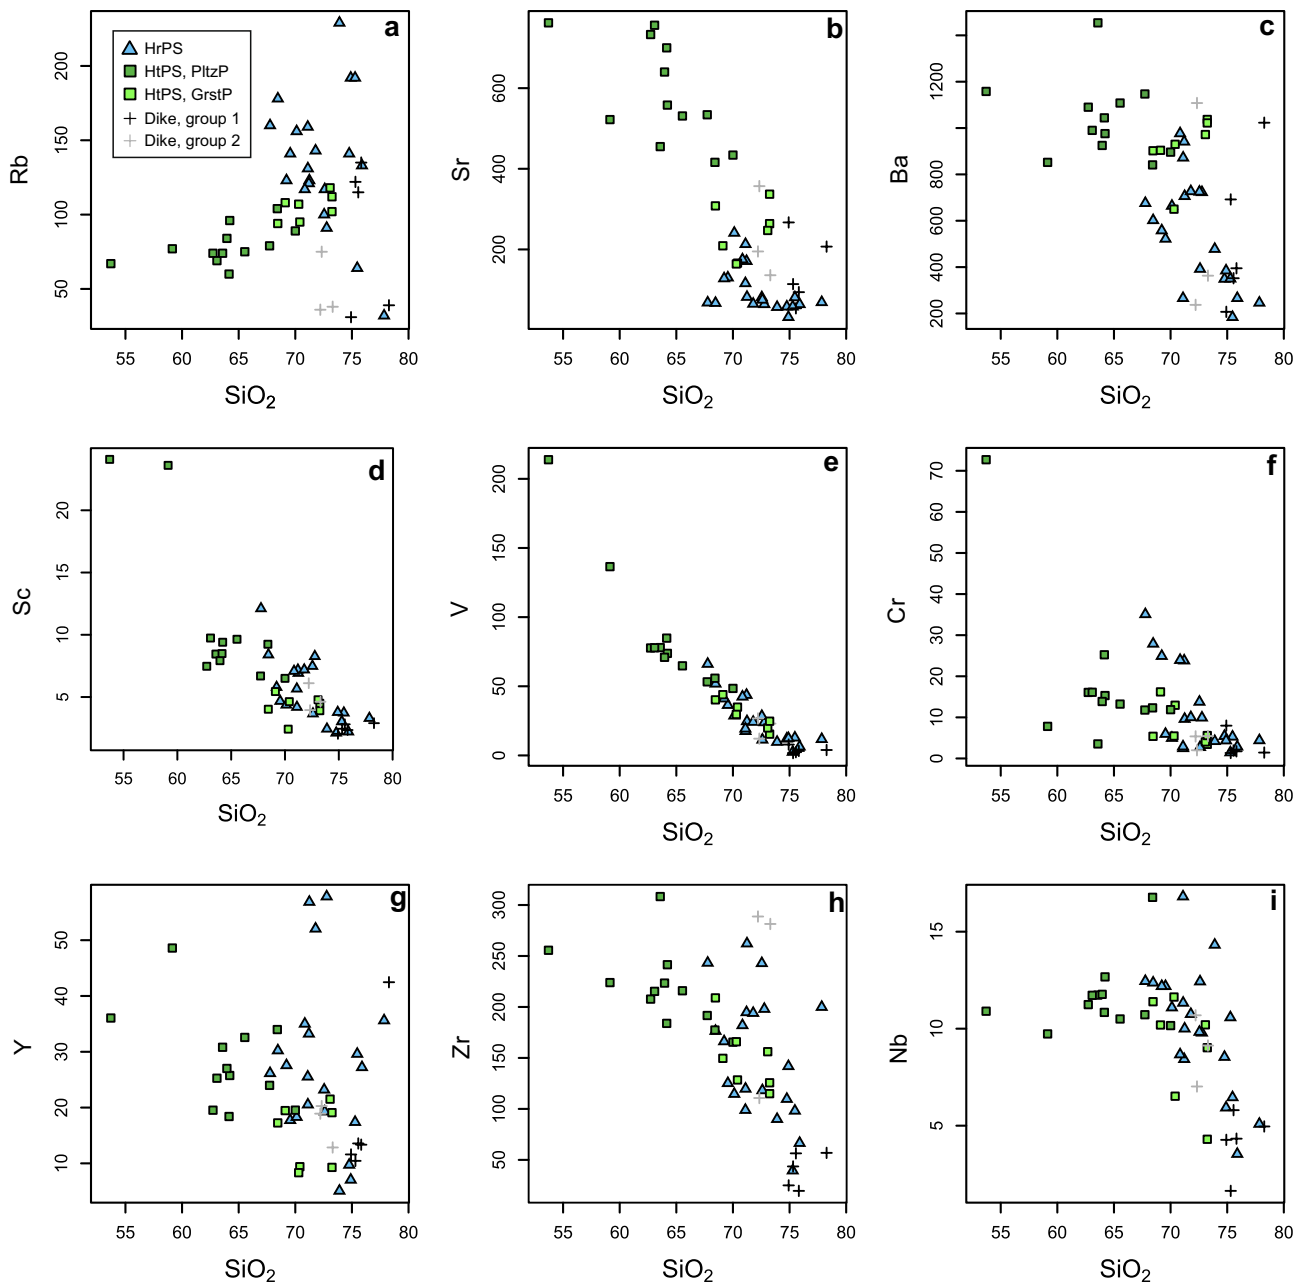 a
Rb
50
100
150
200
HrPS
HtPS, PltzP
HtPS, GrstP
Dike, group 1
Dike, group 2
55 60 65 70 75 80
SiO₂
b
Sr
200
400
600
55 60 65 70 75 80
SiO₂
c
Ba
200
400
600
800
1200
55 60 65 70 75 80
SiO₂
d
Sc
5
10
15
20
55 60 65 70 75 80
SiO₂
e
V
0
50
100
150
200
55 60 65 70 75 80
SiO₂
f
Cr
0
10
20
30
40
50
60
70
55 60 65 70 75 80
SiO₂
g
Y
10
20
30
40
50
55 60 65 70 75 80
SiO₂
h
Zr
50
100
150
200
250
300
55 60 65 70 75 80
SiO₂
i
Nb
5
10
15
55 60 65 70 75 80
SiO₂